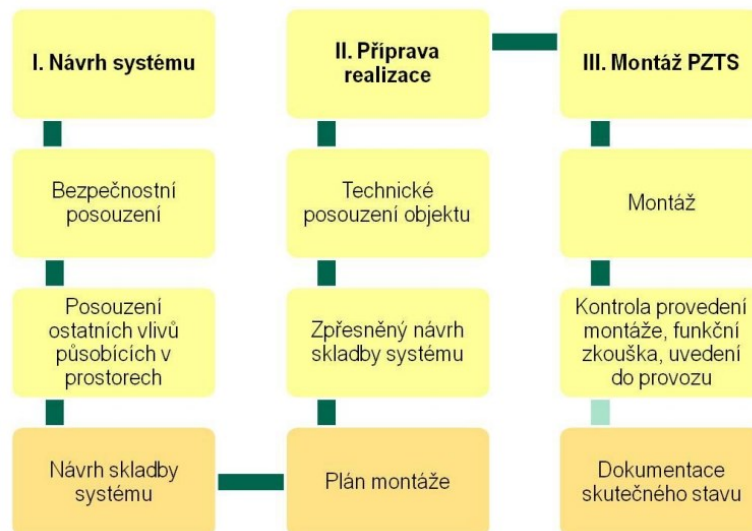 I. Návrh systému
Bezpečnostní
posouzení
Posouzení
ostatních vlivů
působících v
prostorech
Návrh skladby
systému
II. Příprava
realizace
Technické
posouzení objektu
Zpřesněný návrh
skladby systému
Plán montáže
III. Montáž PZTS
Montáž
Kontrola provedení
montáže, funkční
zkouška, uvedení
do provozu
Dokumentace
skutečného stavu